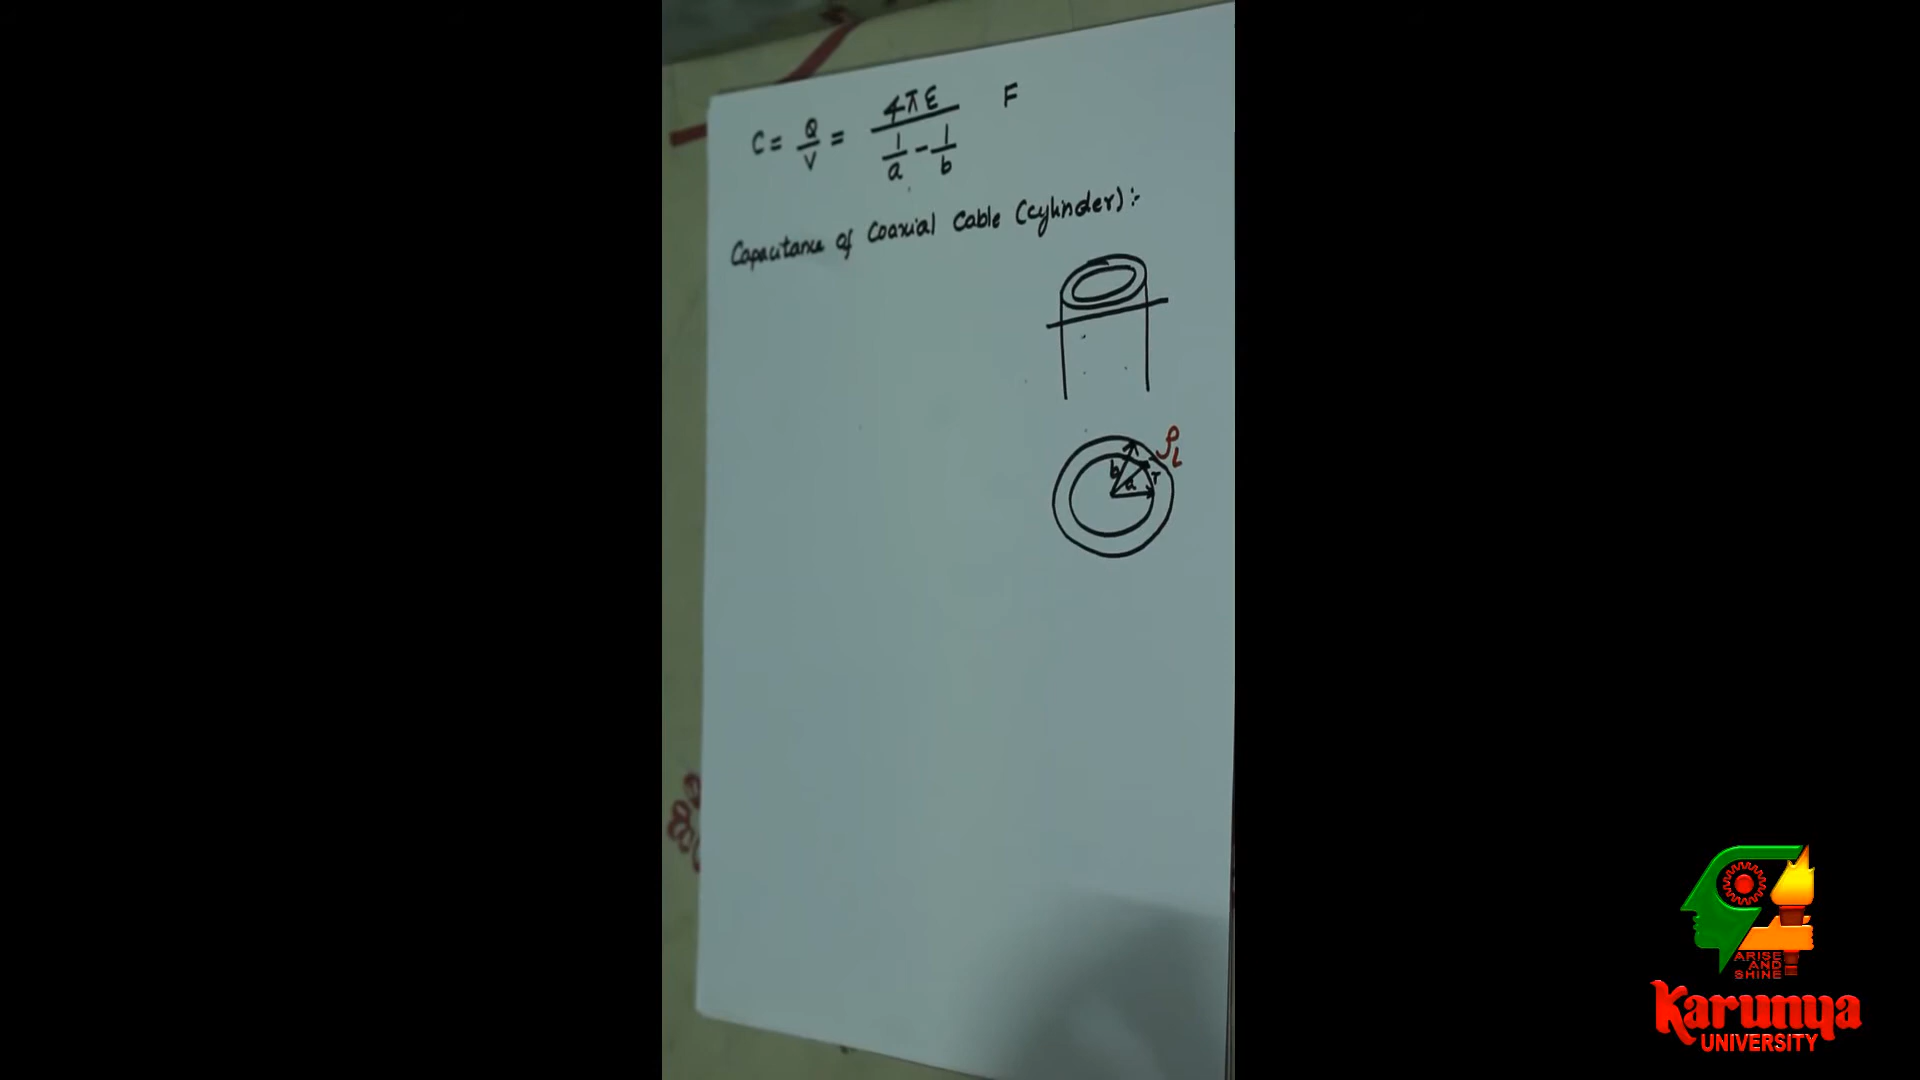 C = Q/V = 4πε / (1/a - 1/b) F
Capacitance of Coaxial Cable (cylinder):-
b a r ρL
ARISE
AND
SHINE
Karunya
UNIVERSITY